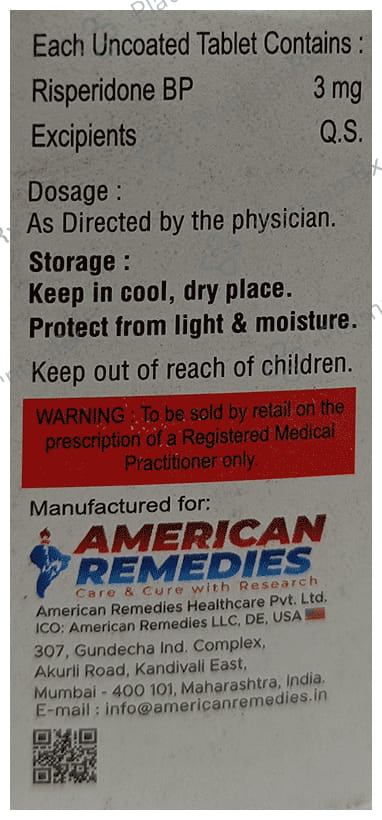 Each Uncoated Tablet Contains :
Risperidone BP 3 mg
Excipients Q.S.
Dosage :
As Directed by the physician.
Storage :
Keep in cool, dry place.
Protect from light & moisture.
Keep out of reach of children.
WARNING : To be sold by retail on the
prescription of a Registered Medical
Practitioner only.
Manufactured for:
AMERICAN
REMEDIES
Care & Cure with Research
American Remedies Healthcare Pvt. Ltd.
ICO: American Remedies LLC, DE, USA
307, Gundecha Ind. Complex,
Akurli Road, Kandivali East,
Mumbai - 400 101, Maharashtra, India.
E-mail : info@americanremedies.in